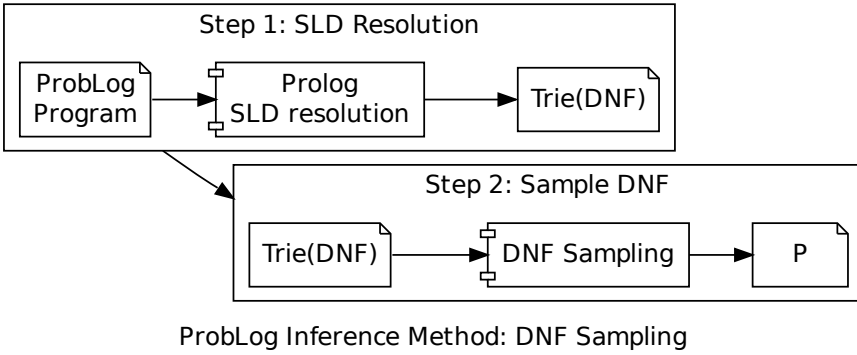 Step 1: SLD Resolution
ProbLog
Program
Prolog
SLD resolution
Trie(DNF)
Step 2: Sample DNF
Trie(DNF)
DNF Sampling
P
ProbLog Inference Method: DNF Sampling